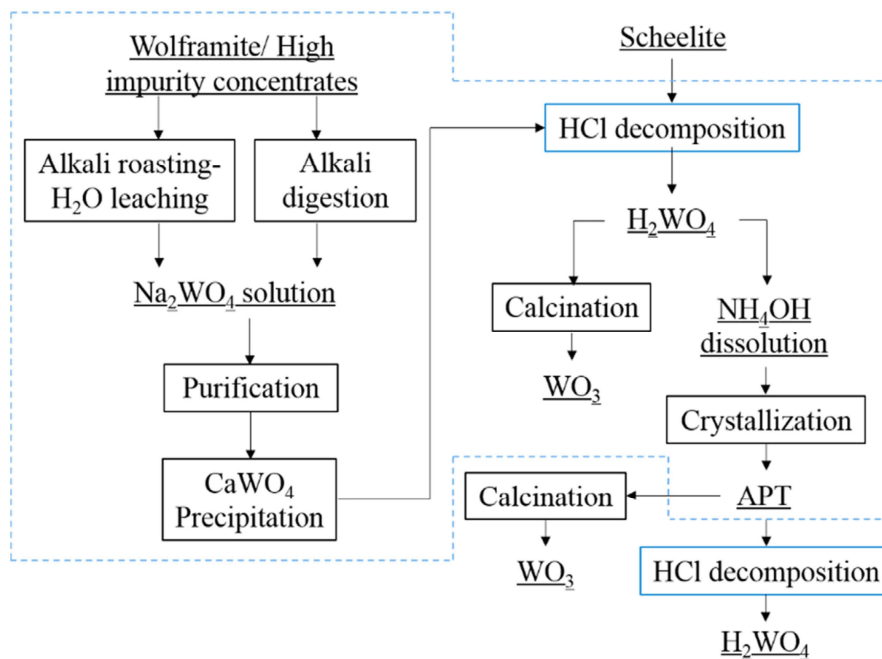 Wolframite/ High
impurity concentrates
Scheelite
HCl decomposition
Alkali roasting-
H₂O leaching
Alkali
digestion
H₂WO₄
Na₂WO₄ solution
Calcination
NH₄OH
dissolution
Purification
WO₃
Crystallization
CaWO₄
Precipitation
Calcination
APT
WO₃
HCl decomposition
H₂WO₄